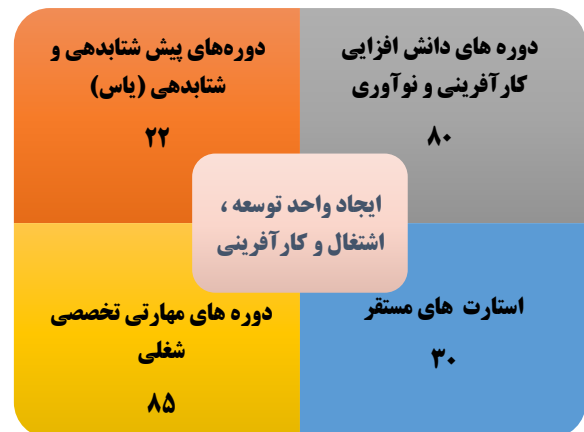 دوره های دانش افزایی
کارآفرینی و نوآوری
۸۰
دوره‌های پیش شتابدهی و
شتابدهی (یاس)
۲۲
ایجاد واحد توسعه ،
اشتغال و کارآفرینی
استارت های مستقر
۳۰
دوره های مهارتی تخصصی
شغلی
۸۵